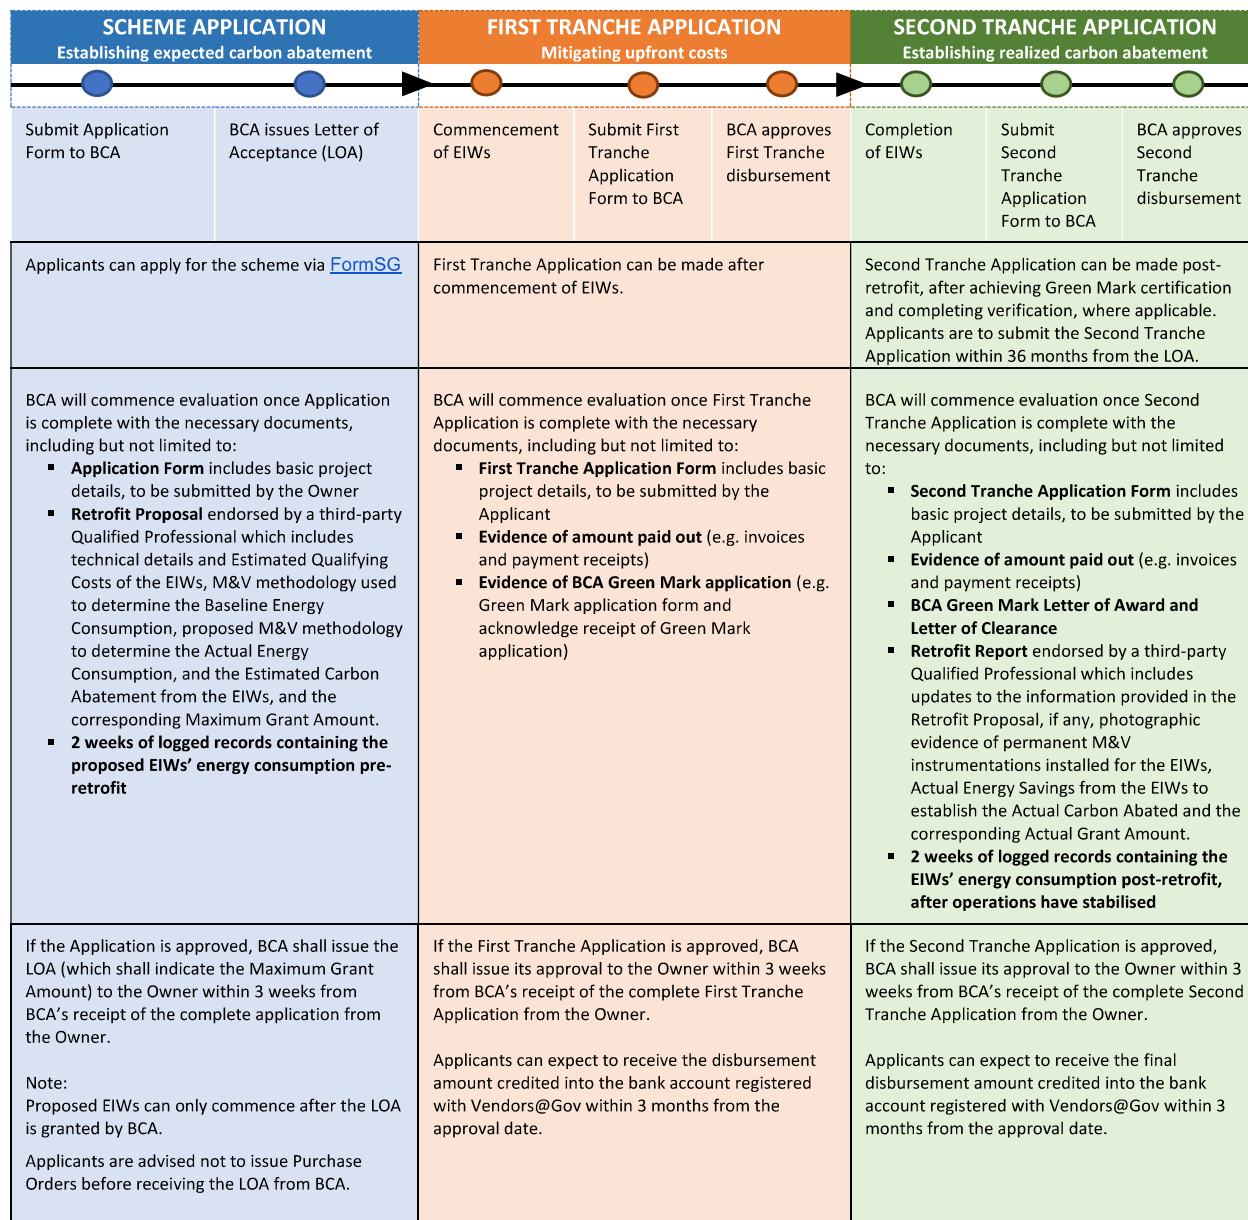 SCHEME APPLICATION
Establishing expected carbon abatement
FIRST TRANCHE APPLICATION
Mitigating upfront costs
SECOND TRANCHE APPLICATION
Establishing realized carbon abatement
Submit Application
Form to BCA
BCA issues Letter of
Acceptance (LOA)
Commencement
of EIWs
Submit First
Tranche
Application
Form to BCA
BCA approves
First Tranche
disbursement
Completion
of EIWs
Submit
Second
Tranche
Application
Form to BCA
BCA approves
Second
Tranche
disbursement
Applicants can apply for the scheme via FormSG
First Tranche Application can be made after
commencement of EIWs.
Second Tranche Application can be made post-
retrofit, after achieving Green Mark certification
and completing verification, where applicable.
Applicants are to submit the Second Tranche
Application within 36 months from the LOA.
BCA will commence evaluation once Application
is complete with the necessary documents,
including but not limited to:
▪ Application Form includes basic project
details, to be submitted by the Owner
▪ Retrofit Proposal endorsed by a third-party
Qualified Professional which includes
technical details and Estimated Qualifying
Costs of the EIWs, M&V methodology used
to determine the Baseline Energy
Consumption, proposed M&V methodology
to determine the Actual Energy
Consumption, and the Estimated Carbon
Abatement from the EIWs, and the
corresponding Maximum Grant Amount.
▪ 2 weeks of logged records containing the
proposed EIWs’ energy consumption pre-
retrofit
BCA will commence evaluation once First Tranche
Application is complete with the necessary
documents, including but not limited to:
▪ First Tranche Application Form includes basic
project details, to be submitted by the
Applicant
▪ Evidence of amount paid out (e.g. invoices
and payment receipts)
▪ Evidence of BCA Green Mark application (e.g.
Green Mark application form and
acknowledge receipt of Green Mark
application)
BCA will commence evaluation once Second
Tranche Application is complete with the
necessary documents, including but not limited
to:
▪ Second Tranche Application Form includes
basic project details, to be submitted by the
Applicant
▪ Evidence of amount paid out (e.g. invoices
and payment receipts)
▪ BCA Green Mark Letter of Award and
Letter of Clearance
▪ Retrofit Report endorsed by a third-party
Qualified Professional which includes
updates to the information provided in the
Retrofit Proposal, if any, photographic
evidence of permanent M&V
instrumentations installed for the EIWs,
Actual Energy Savings from the EIWs to
establish the Actual Carbon Abated and the
corresponding Actual Grant Amount.
▪ 2 weeks of logged records containing the
EIWs’ energy consumption post-retrofit,
after operations have stabilised
If the Application is approved, BCA shall issue the
LOA (which shall indicate the Maximum Grant
Amount) to the Owner within 3 weeks from
BCA’s receipt of the complete application from
the Owner.
Note:
Proposed EIWs can only commence after the LOA
is granted by BCA.
Applicants are advised not to issue Purchase
Orders before receiving the LOA from BCA.
If the First Tranche Application is approved, BCA
shall issue its approval to the Owner within 3 weeks
from BCA’s receipt of the complete First Tranche
Application from the Owner.
Applicants can expect to receive the disbursement
amount credited into the bank account registered
with Vendors@Gov within 3 months from the
approval date.
If the Second Tranche Application is approved,
BCA shall issue its approval to the Owner within 3
weeks from BCA’s receipt of the complete Second
Tranche Application from the Owner.
Applicants can expect to receive the final
disbursement amount credited into the bank
account registered with Vendors@Gov within 3
months from the approval date.